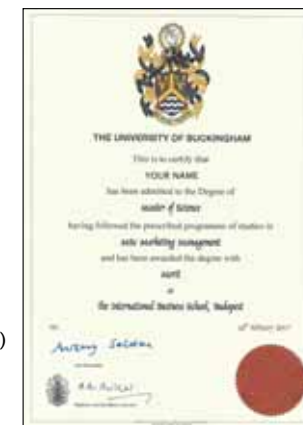 THE UNIVERSITY OF BUCKINGHAM
This is to certify that
YOUR NAME
has been admitted to the Degree of
Master of Science
having followed the prescribed programme of studies in
marketing management
and has been awarded the degree with
merit
at
The International Business School, Budapest
February 2017
)